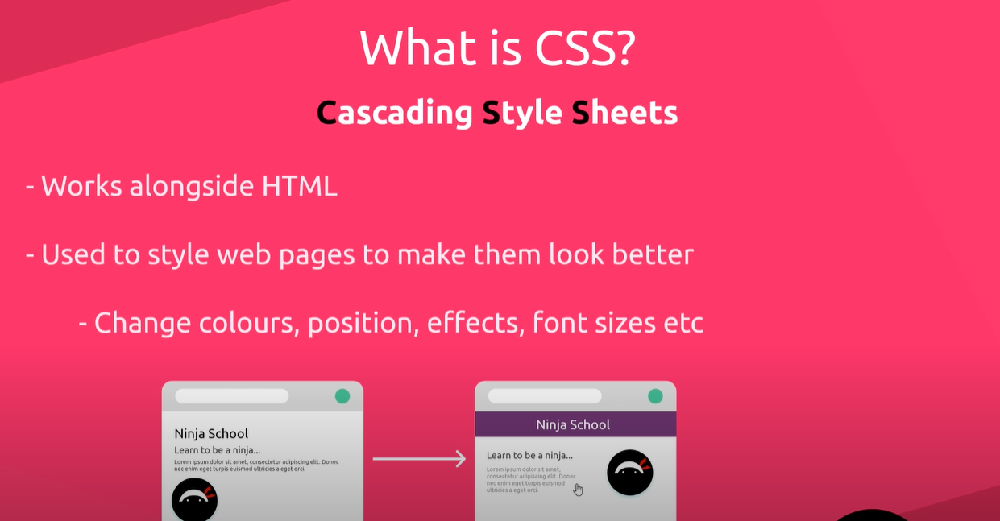 What is CSS?
Cascading Style Sheets
- Works alongside HTML
- Used to style web pages to make them look better
- Change colours, position, effects, font sizes etc
Ninja School
Learn to be a ninja...
Lorem ipsum dolor sit amet, consectetur adipiscing elit. Donec
nec enim eget turpis euismod ultricies a eget orci.
Ninja School
Learn to be a ninja...
Lorem ipsum dolor sit amet,
consectetur adipiscing elit. Donec
nec enim eget turpis euismod
ultricies a eget orci.